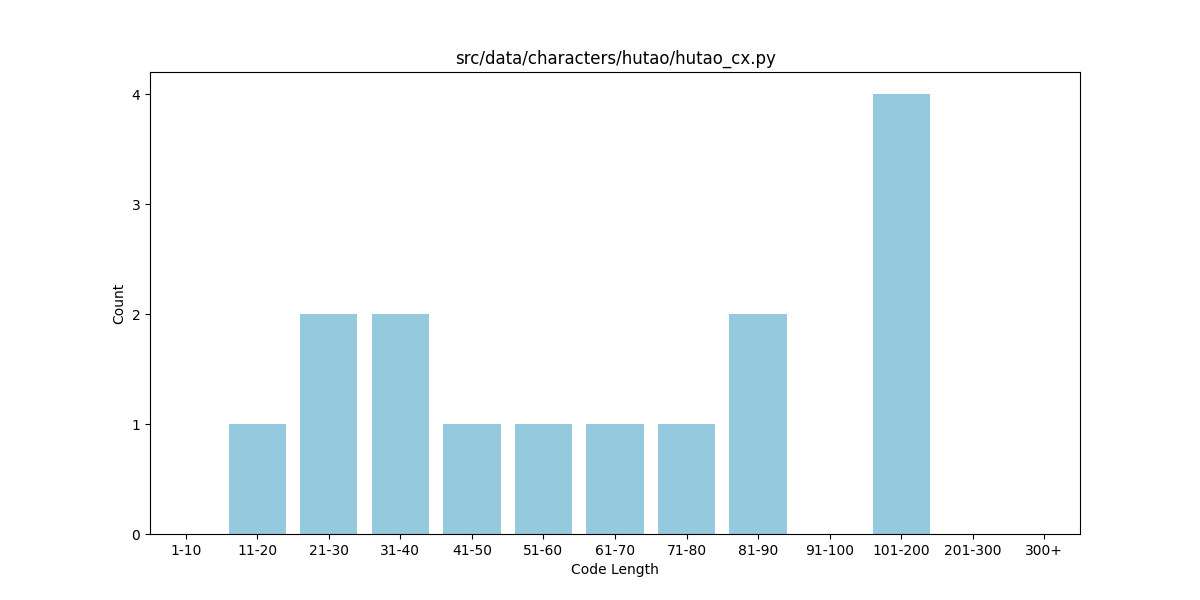 src/data/characters/hutao/hutao_cx.py
Count
4
3
2
1
0
1-10 11-20 21-30 31-40 41-50 51-60 61-70 71-80 81-90 91-100 101-200 201-300 300+
Code Length